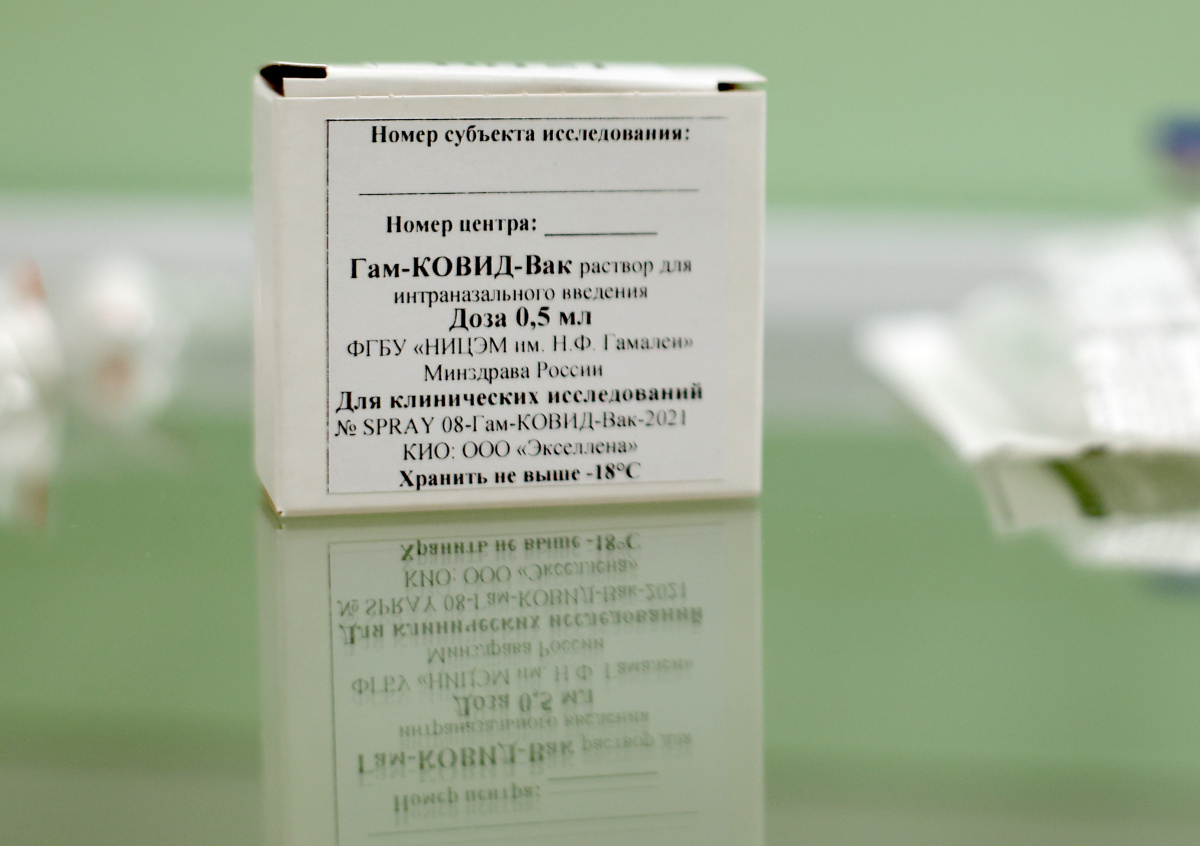 Номер субъекта исследования:
Номер центра:
Гам-КОВИД-Вак раствор для
интраназального введения
Доза 0,5 мл
ФГБУ «НИЦЭМ им. Н.Ф. Гамалеи»
Минздрава России
Для клинических исследований
№ SPRAY 08-Гам-КОВИД-Вак-2021
КИО: ООО «Экселлена»
Хранить не выше -18°С